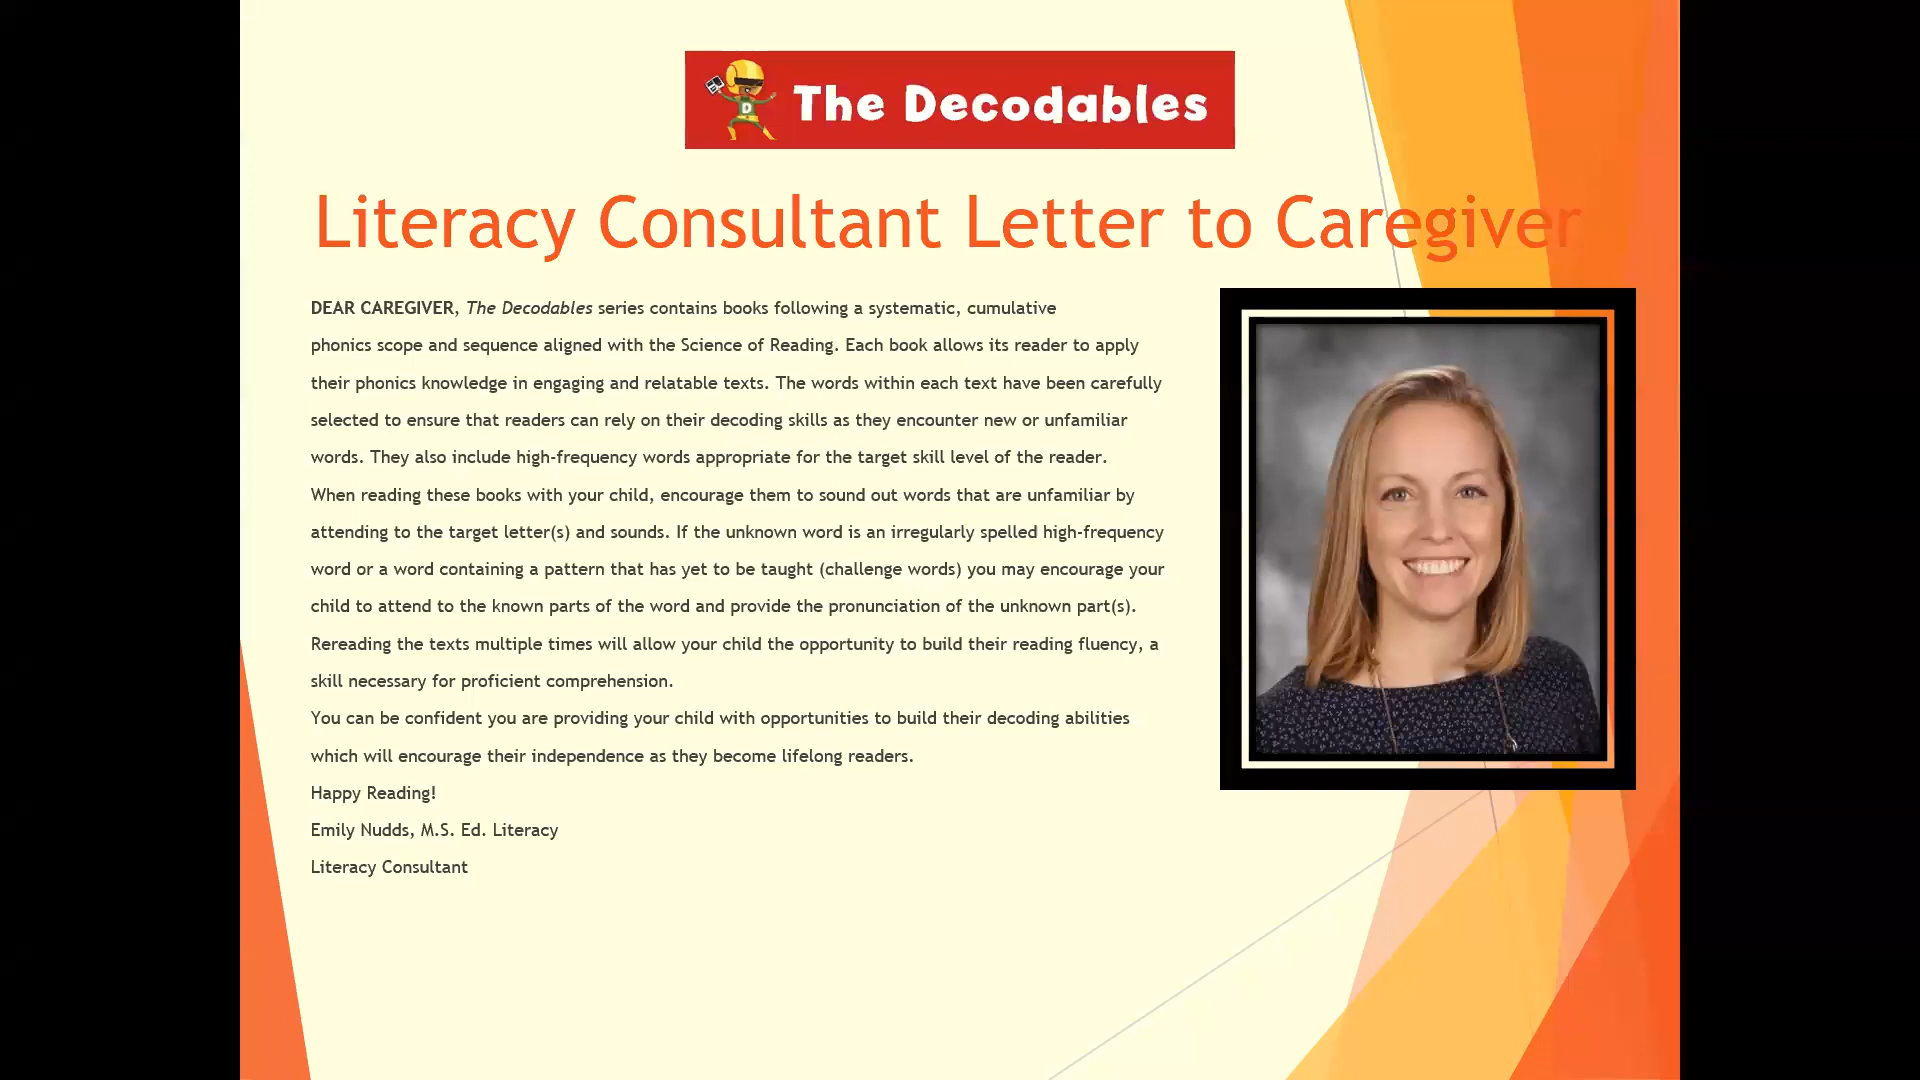 D
The Decodables
Literacy Consultant Letter to Caregiver
DEAR CAREGIVER, The Decodables series contains books following a systematic, cumulative
phonics scope and sequence aligned with the Science of Reading. Each book allows its reader to apply
their phonics knowledge in engaging and relatable texts. The words within each text have been carefully
selected to ensure that readers can rely on their decoding skills as they encounter new or unfamiliar
words. They also include high-frequency words appropriate for the target skill level of the reader.
When reading these books with your child, encourage them to sound out words that are unfamiliar by
attending to the target letter(s) and sounds. If the unknown word is an irregularly spelled high-frequency
word or a word containing a pattern that has yet to be taught (challenge words) you may encourage your
child to attend to the known parts of the word and provide the pronunciation of the unknown part(s).
Rereading the texts multiple times will allow your child the opportunity to build their reading fluency, a
skill necessary for proficient comprehension.
You can be confident you are providing your child with opportunities to build their decoding abilities
which will encourage their independence as they become lifelong readers.
Happy Reading!
Emily Nudds, M.S. Ed. Literacy
Literacy Consultant